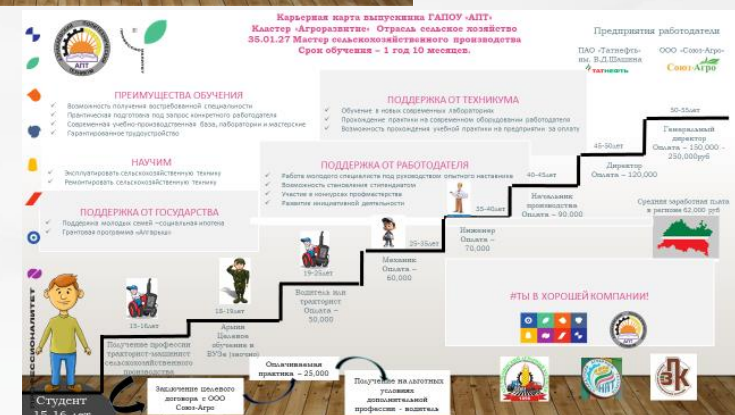 Карьерная карта выпускника ГАПОУ «АПТ»
Кластер «Агроразвитие» Отрасль сельское хозяйство
35.01.27 Мастер сельскохозяйственного производства
Срок обучения – 1 год 10 месяцев.
Предприятия работодатели
ПАО «Татнефть»
им. В.Д.Шашина
ТАТНЕФТЬ
ООО «Союз-Агро»
Союз-Агро
АПТ
ПРЕИМУЩЕСТВА ОБУЧЕНИЯ
Возможность получения востребованной специальности
Практическая подготовка под запрос конкретного работодателя
Современная учебно-производственная база, лаборатории и мастерские
Гарантированное трудоустройство
ПОДДЕРЖКА ОТ ТЕХНИКУМА
Обучение в новых современных лабораториях
Прохождение практики на современном оборудовании работодателя
Возможность прохождения учебной практики на предприятии за оплату
НАУЧИМ
Эксплуатировать сельскохозяйственную технику
Ремонтировать сельскохозяйственную технику
ПОДДЕРЖКА ОТ РАБОТОДАТЕЛЯ
Работа молодого специалиста под руководством опытного наставника
Возможность становления стипендиатом
Участие в конкурсах профмастерства
Развитие инициативной деятельности
ПОДДЕРЖКА ОТ ГОСУДАРСТВА
Поддержка молодых семей –социальная ипотека
Грантовая программа «Алгарыш»
50-55лет
Генеральный
директор
Оплата – 150,000 -
250,000руб
45-50лет
Директор
Оплата – 120,000
40-45лет
Начальник
производства
Оплата – 90.000
35-40лет
Инженер
Оплата –
70,000
25-35лет
Механик
Оплата –
60,000
19-25лет
Водитель или
тракторист
Оплата –
50,000
18-19лет
Армия
Целевое
обучение в
ВУЗе (заочно)
15-16лет
Получение профессии
тракторист-машинист
сельскохозяйственного
производства
Студент
15-16 лет
Средняя заработная плата
в регионе 62,000 руб
#ТЫ В ХОРОШЕЙ КОМПАНИИ!
Заключение целевого
договора с ООО
Союз-Агро
Оплачиваемая
практика – 25,000
Получение на льготных
условиях
дополнительной
профессии - водитель